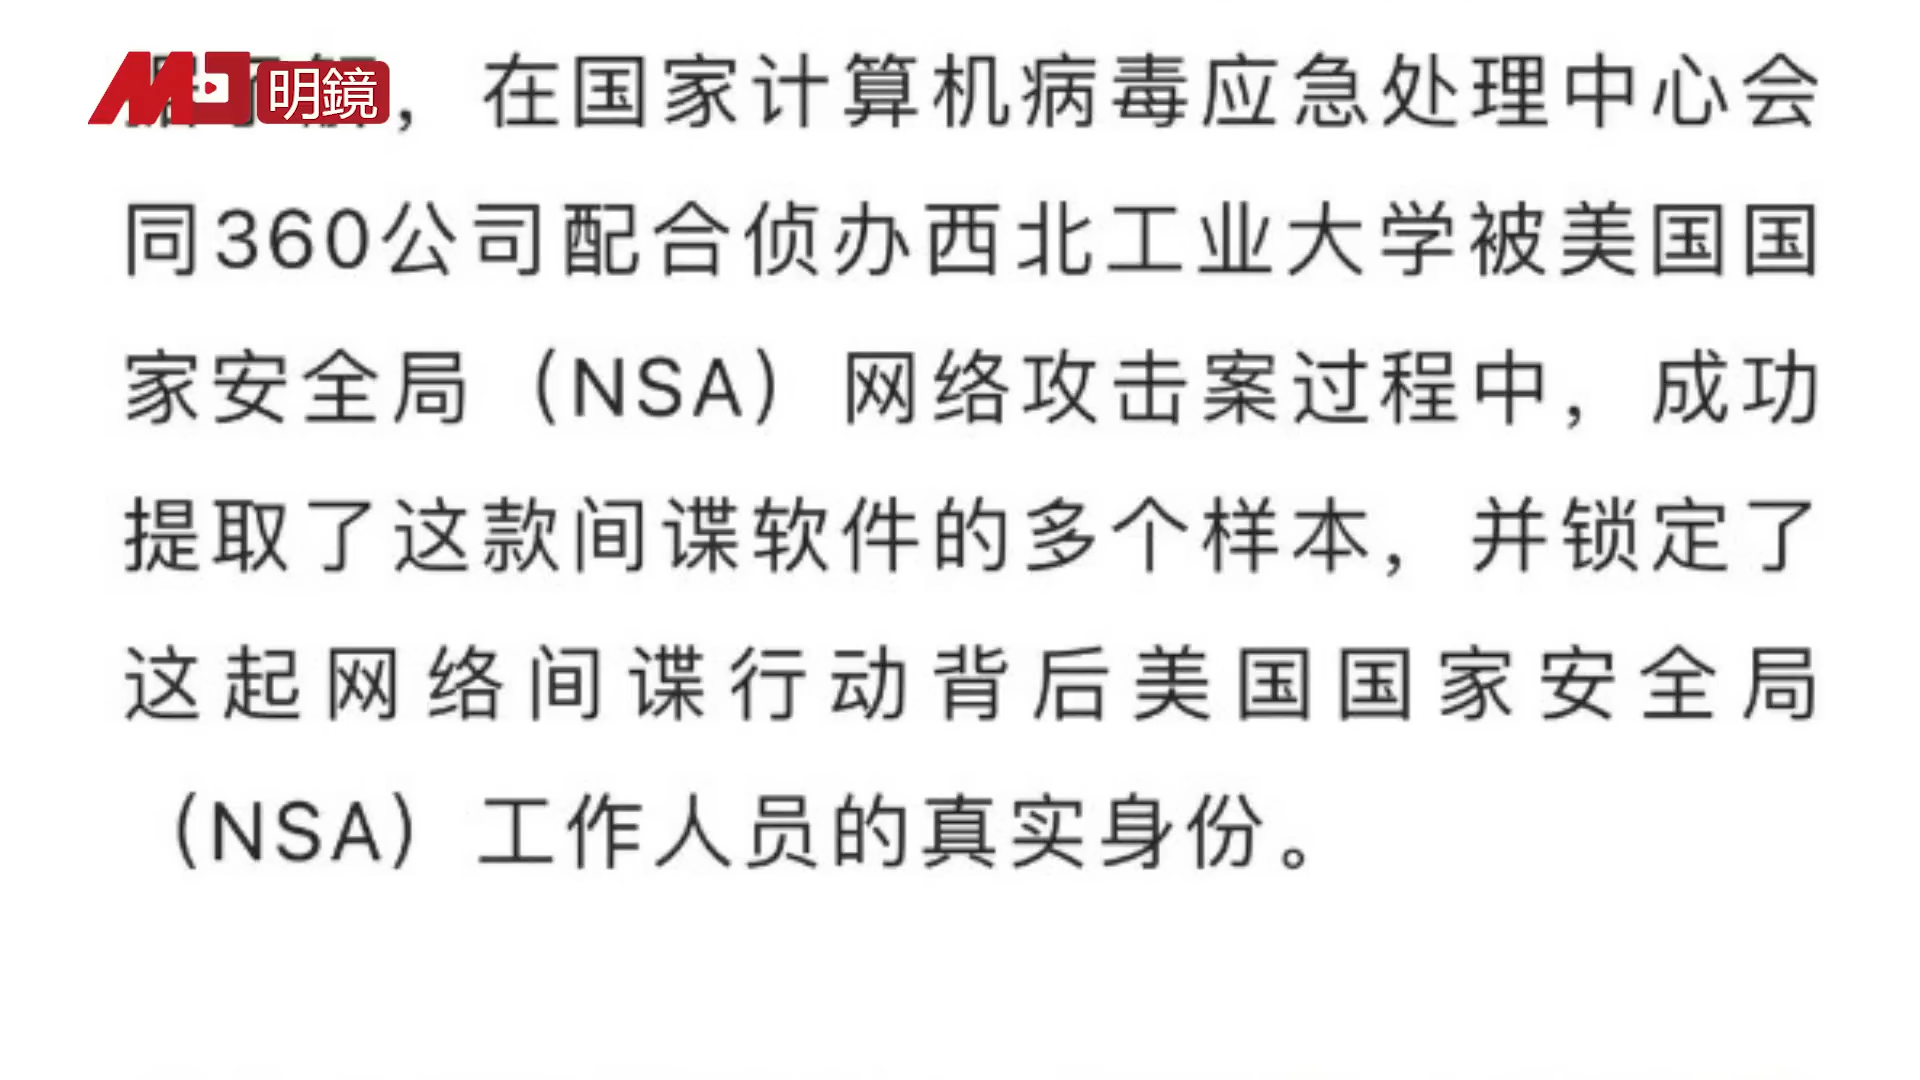 明鏡
，在国家计算机病毒应急处理中心会
同360公司配合侦办西北工业大学被美国国
家安全局（NSA）网络攻击案过程中，成功
提取了这款间谍软件的多个样本，并锁定了
这起网络间谍行动背后美国国家安全局
（NSA）工作人员的真实身份。